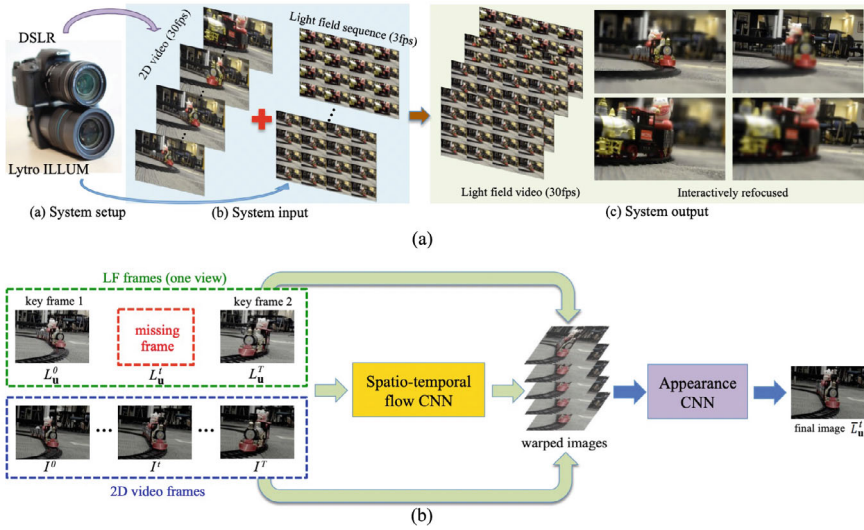 DSLR
Lytro ILLUM
2D video (30fps)
Light field sequence (3fps)
Light field video (30fps)
Interactively refocused
(a) System setup
(b) System input
(c) System output
(a)
LF frames (one view)
key frame 1
key frame 2
missing
frame
L_u^0
L_u^t
L_u^T
Spatio-temporal
flow CNN
Appearance
CNN
warped images
final image L̄_u^t
I^0
I^t
I^T
2D video frames
(b)